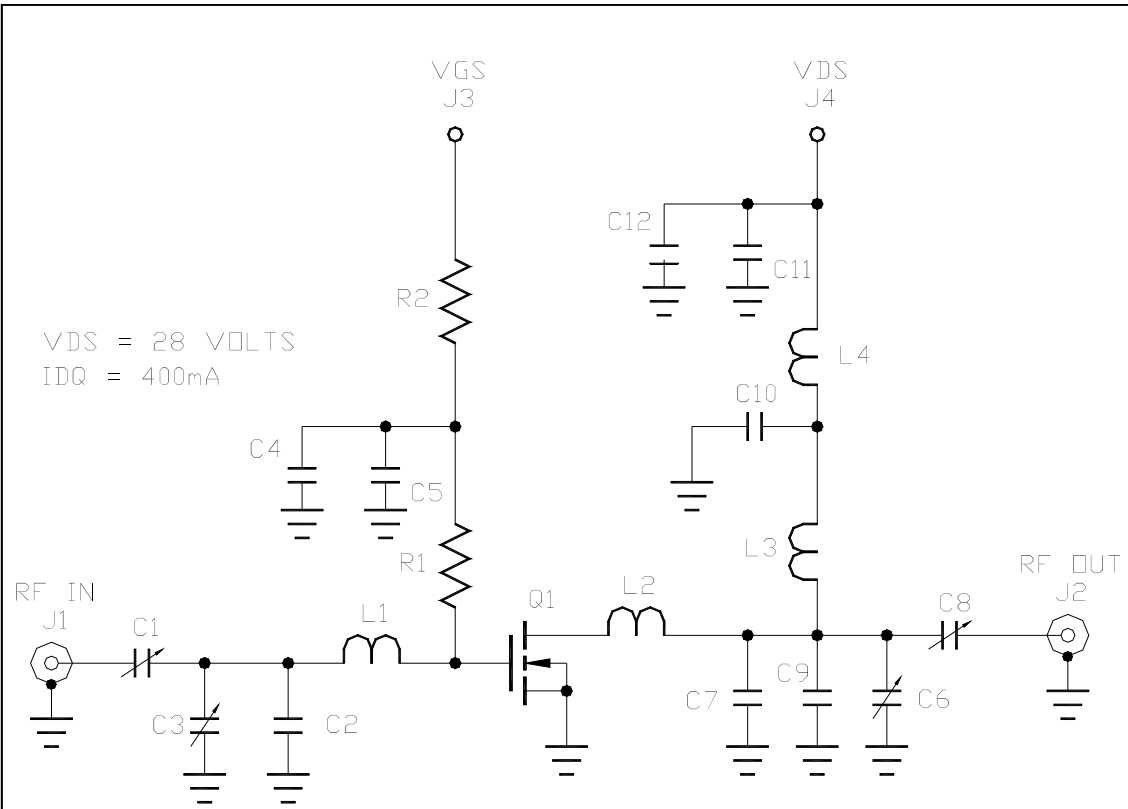 VGS
J3
VDS
J4
C12
C11
R2
L4
VDS = 28 VOLTS
IDQ = 400mA
C10
C4
C5
R1
L3
RF IN
J1
C1
L1
Q1
L2
C8
RF OUT
J2
C3
C2
C7
C9
C6